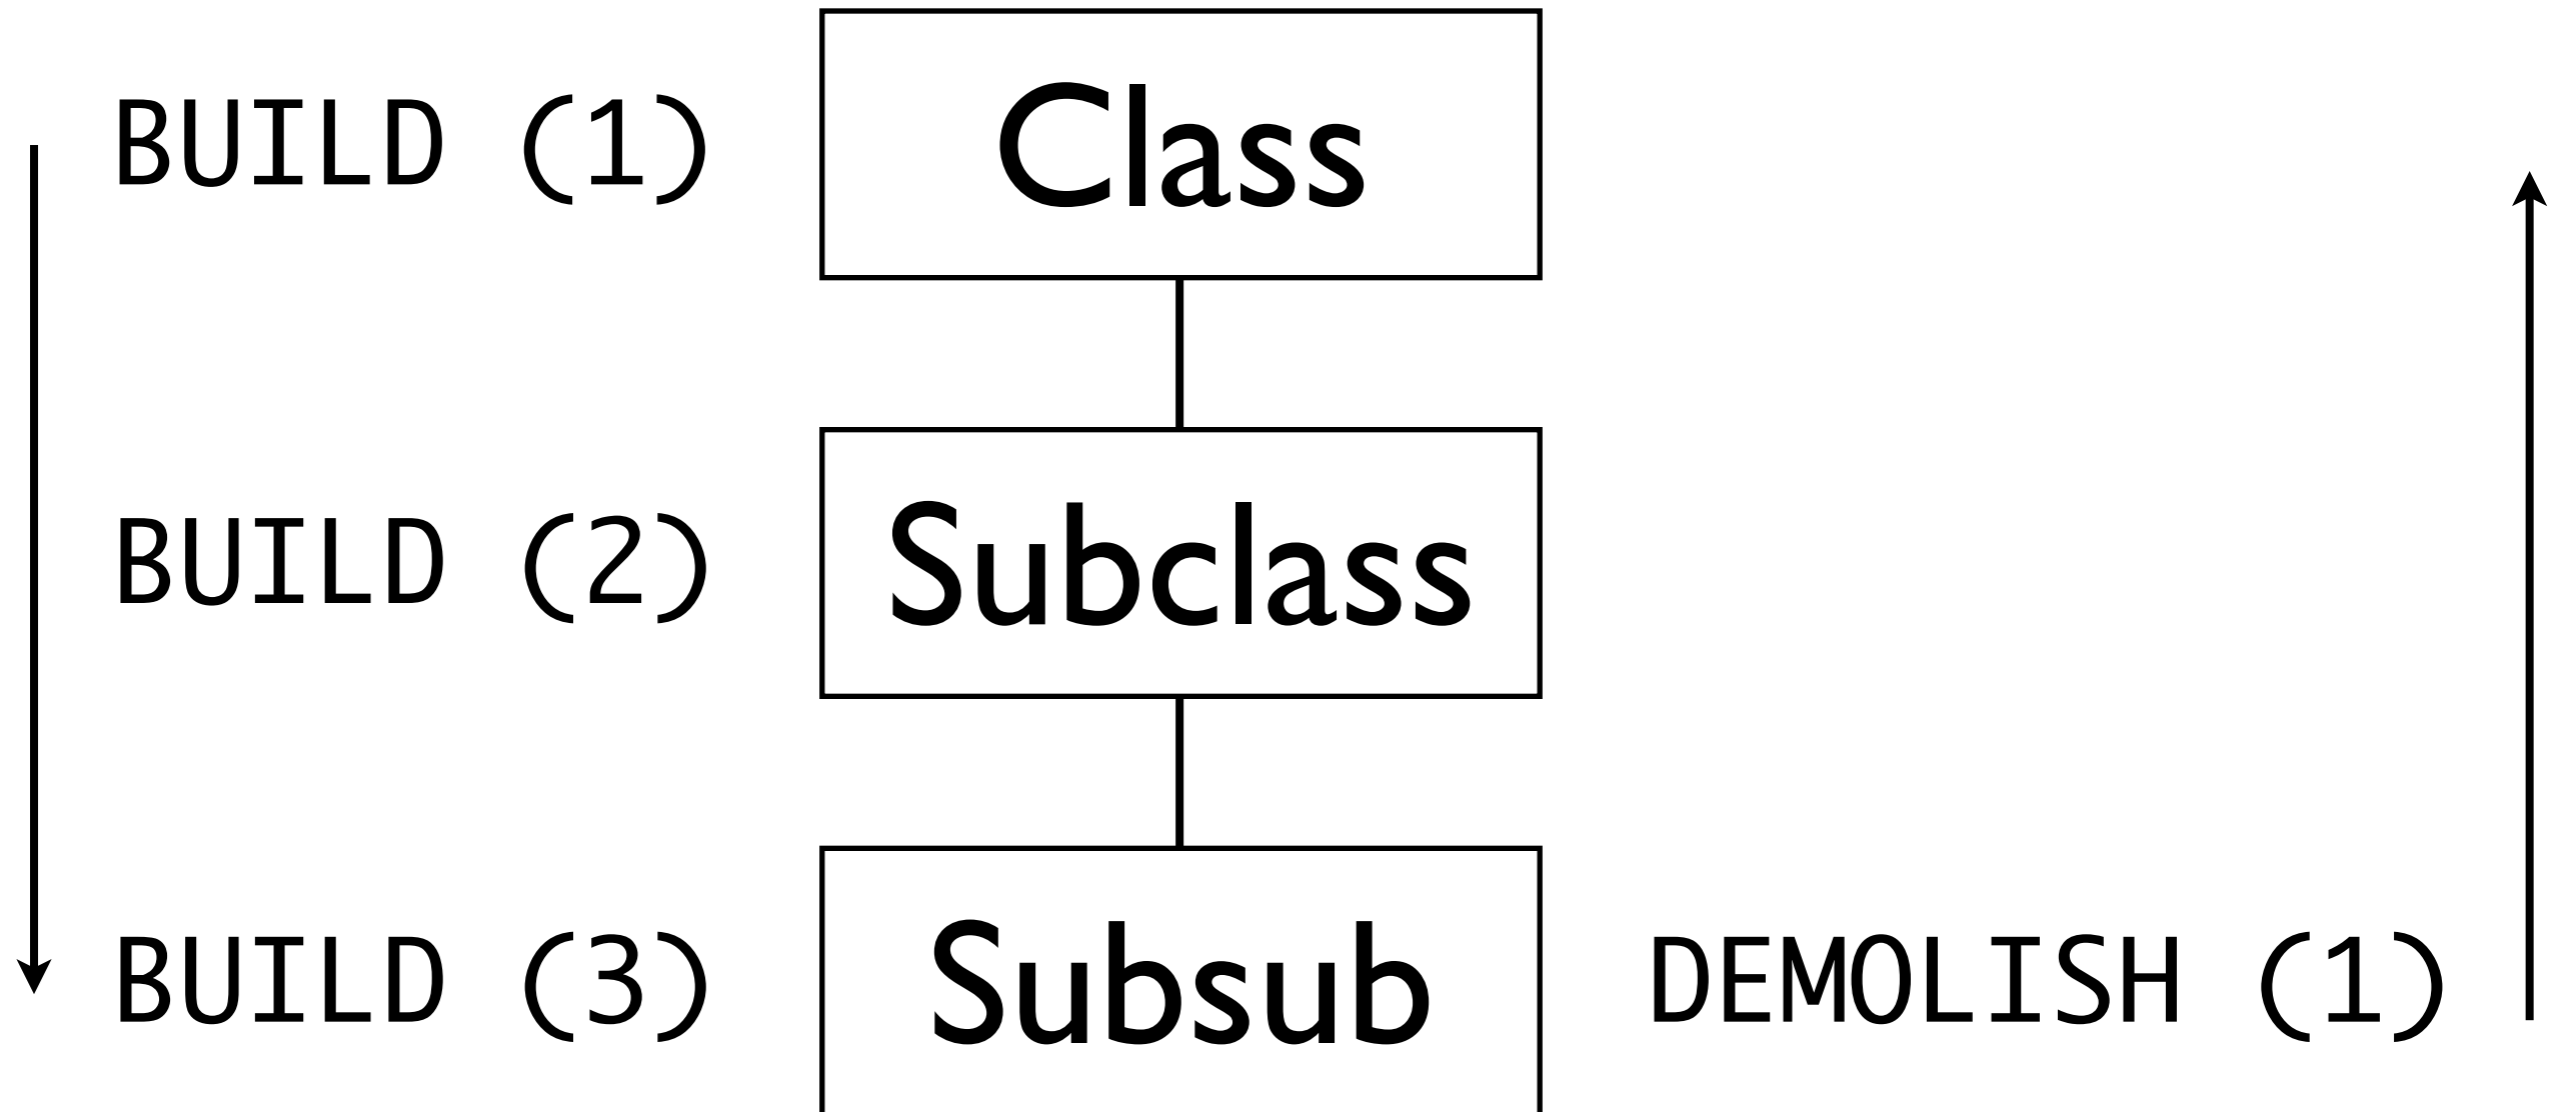 BUILD (1) Class
BUILD (2) Subclass
BUILD (3) Subsub DEMOLISH (1)